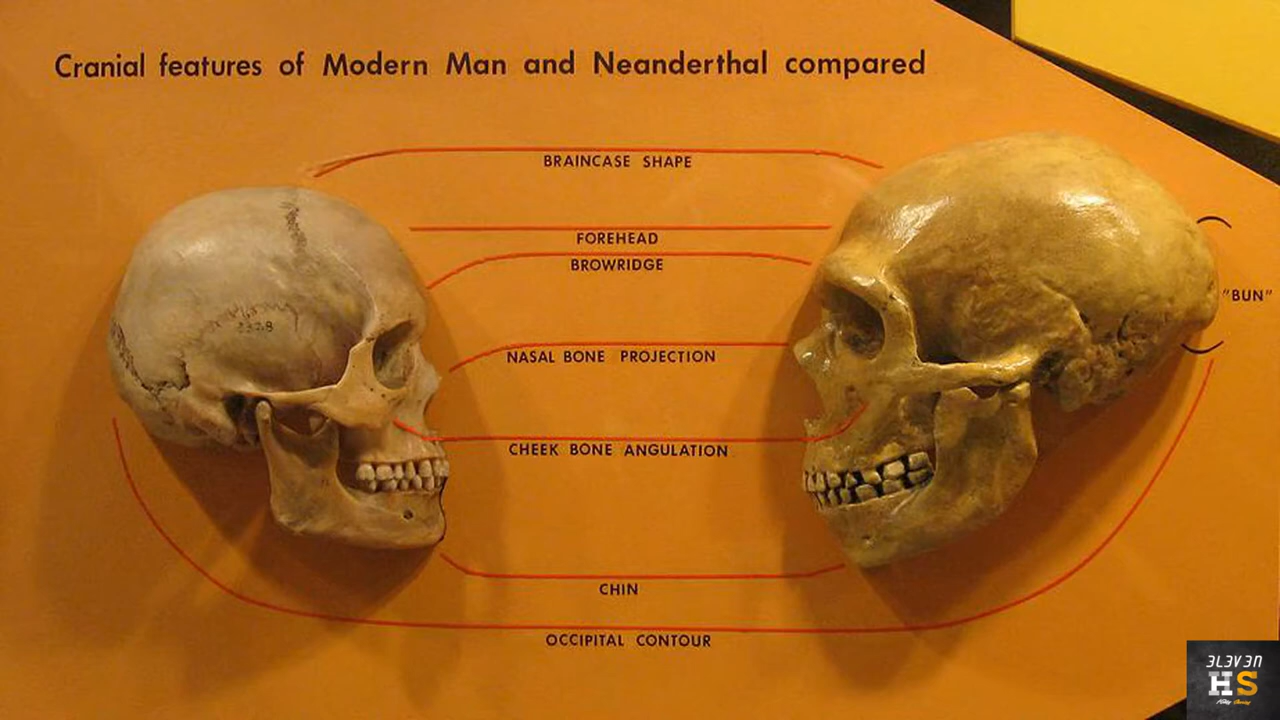 Cranial features of Modern Man and Neanderthal compared
BRAINCASE SHAPE
FOREHEAD
BROWRIDGE
"BUN"
NASAL BONE PROJECTION
CHEEK BONE ANGULATION
CHIN
OCCIPITAL CONTOUR
3L3V3N
HS